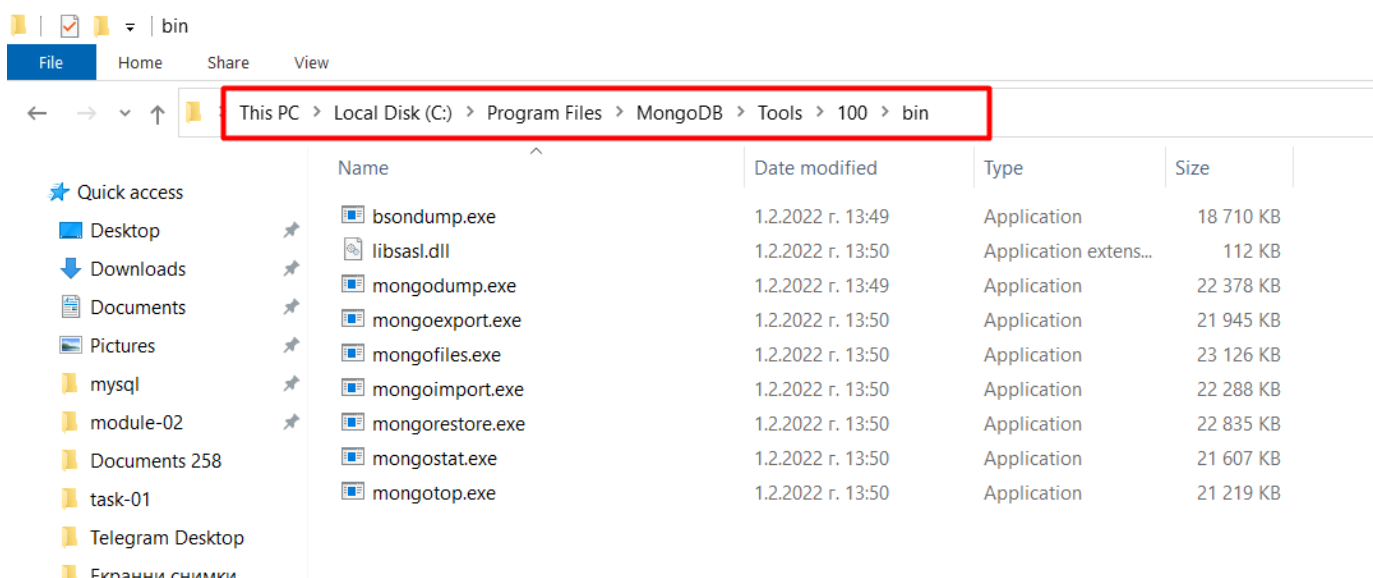 bin
File Home Share View
This PC > Local Disk (C:) > Program Files > MongoDB > Tools > 100 > bin
Name Date modified Type Size
Quick access
Desktop
Downloads
Documents
Pictures
mysql
module-02
Documents 258
task-01
Telegram Desktop
Екранни снимки
bsondump.exe 1.2.2022 г. 13:49 Application 18 710 KB
libsasl.dll 1.2.2022 г. 13:50 Application extens... 112 KB
mongodump.exe 1.2.2022 г. 13:49 Application 22 378 KB
mongoexport.exe 1.2.2022 г. 13:50 Application 21 945 KB
mongofiles.exe 1.2.2022 г. 13:50 Application 23 126 KB
mongoimport.exe 1.2.2022 г. 13:50 Application 22 288 KB
mongorestore.exe 1.2.2022 г. 13:50 Application 22 835 KB
mongostat.exe 1.2.2022 г. 13:50 Application 21 607 KB
mongotop.exe 1.2.2022 г. 13:50 Application 21 219 KB